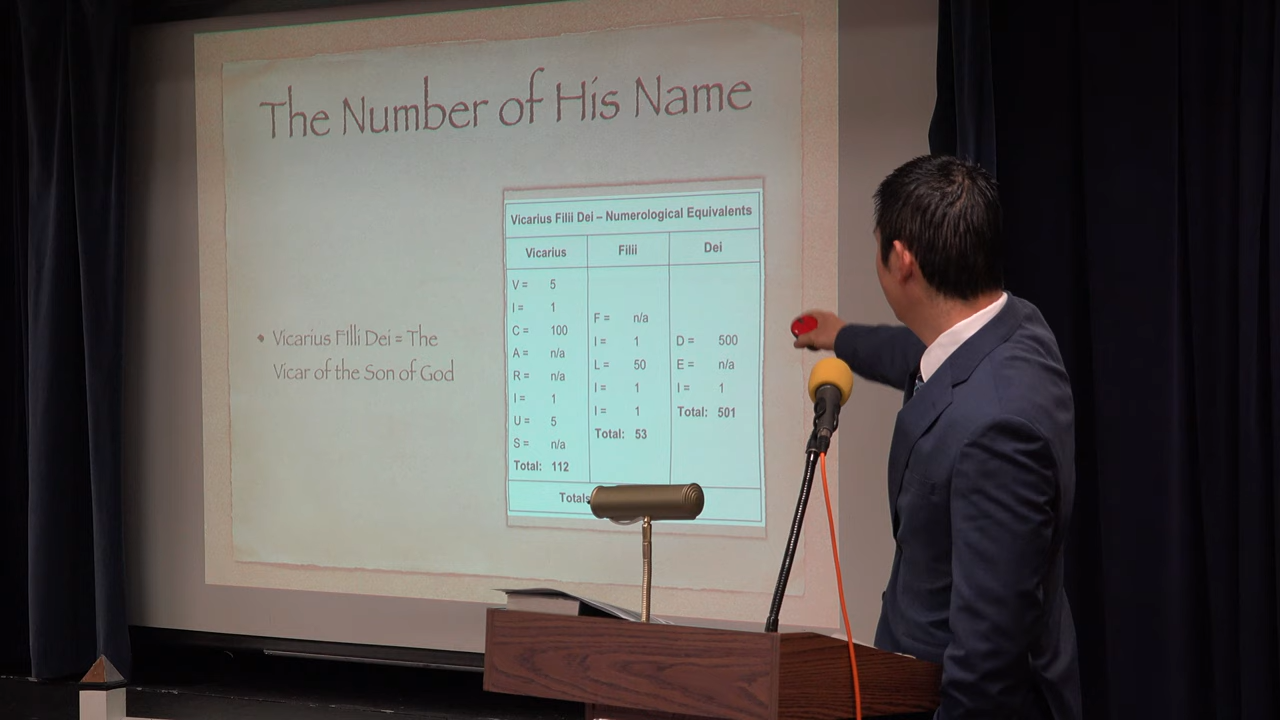 The Number of His Name
• Vicarius FIlli Dei = The
Vicar of the Son of God
Vicarius Filii Dei – Numerological Equivalents
Vicarius Filii Dei
V = 5
I = 1
C = 100
A = n/a
R = n/a
I = 1
U = 5
S = n/a
Total: 112
F = n/a
I = 1
L = 50
I = 1
I = 1
Total: 53
D = 500
E = n/a
I = 1
Total: 501
Totals